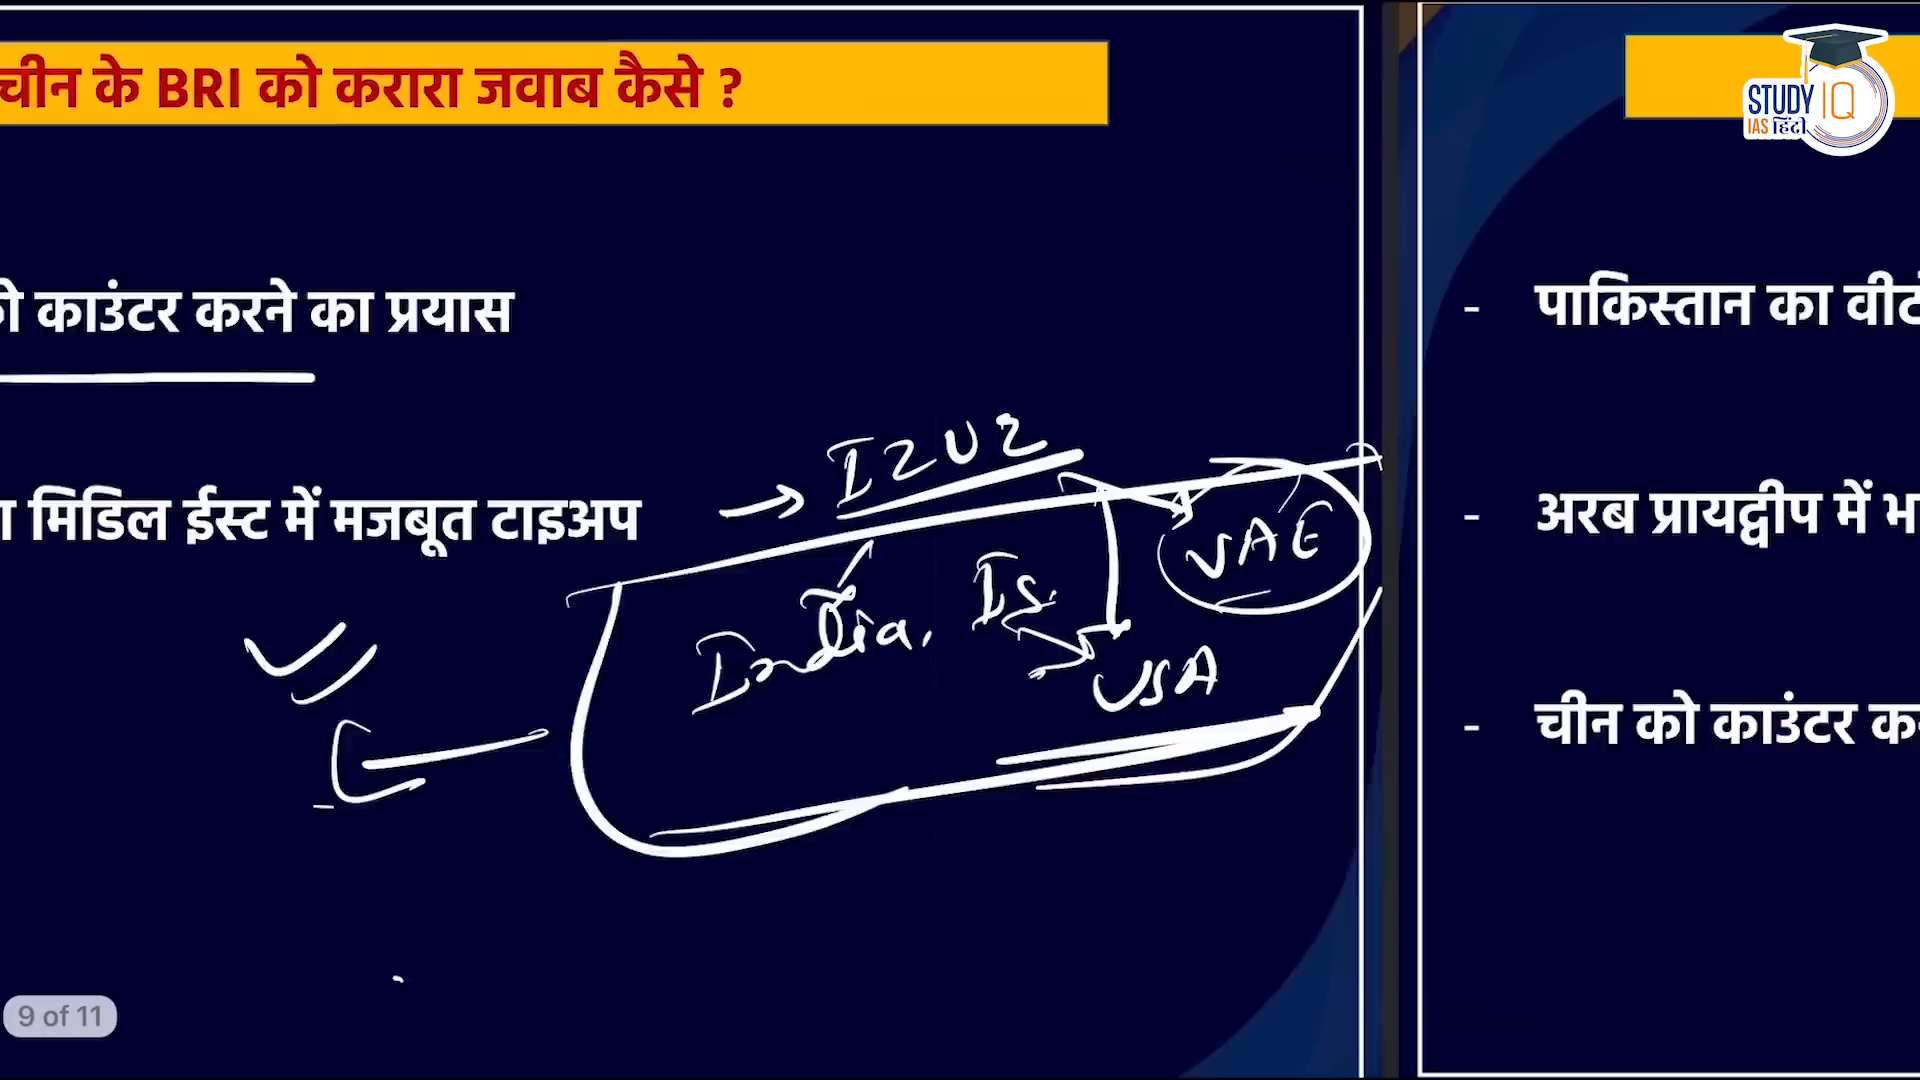 चीन के BRI को करारा जवाब कैसे ?
STUDY IQ
IAS हिंदी
काउंटर करने का प्रयास
मिडिल ईस्ट में मजबूत टाइअप
I2U2
UAE
India, Is.
USA
- पाकिस्तान का
- अरब प्रायद्वीप में
- चीन को काउंटर
9 of 11